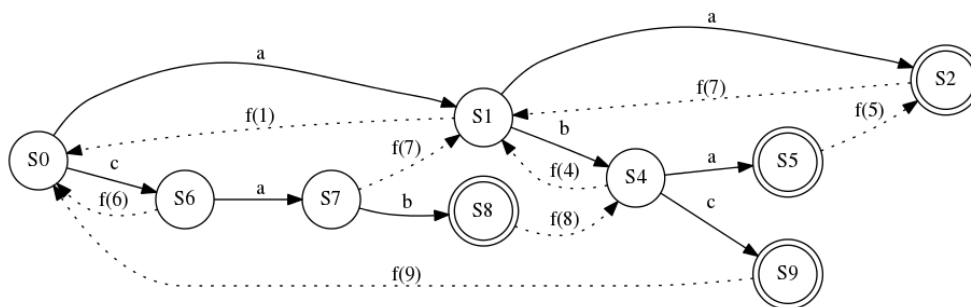 a
a
S2
f(7)
f(5)
f(1)
S1
b
S0
c
f(7)
f(4)
a
S5
S4
f(6)
S6
a
S7
b
S8
f(8)
c
f(9)
S9